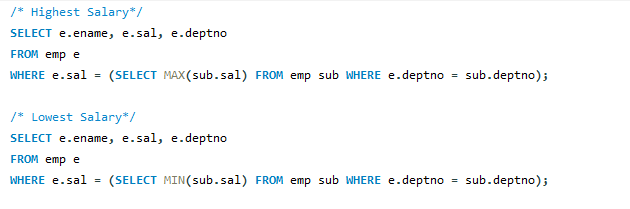 /* Highest Salary*/
SELECT e.ename, e.sal, e.deptno
FROM emp e
WHERE e.sal = (SELECT MAX(sub.sal) FROM emp sub WHERE e.deptno = sub.deptno);
/* Lowest Salary*/
SELECT e.ename, e.sal, e.deptno
FROM emp e
WHERE e.sal = (SELECT MIN(sub.sal) FROM emp sub WHERE e.deptno = sub.deptno);